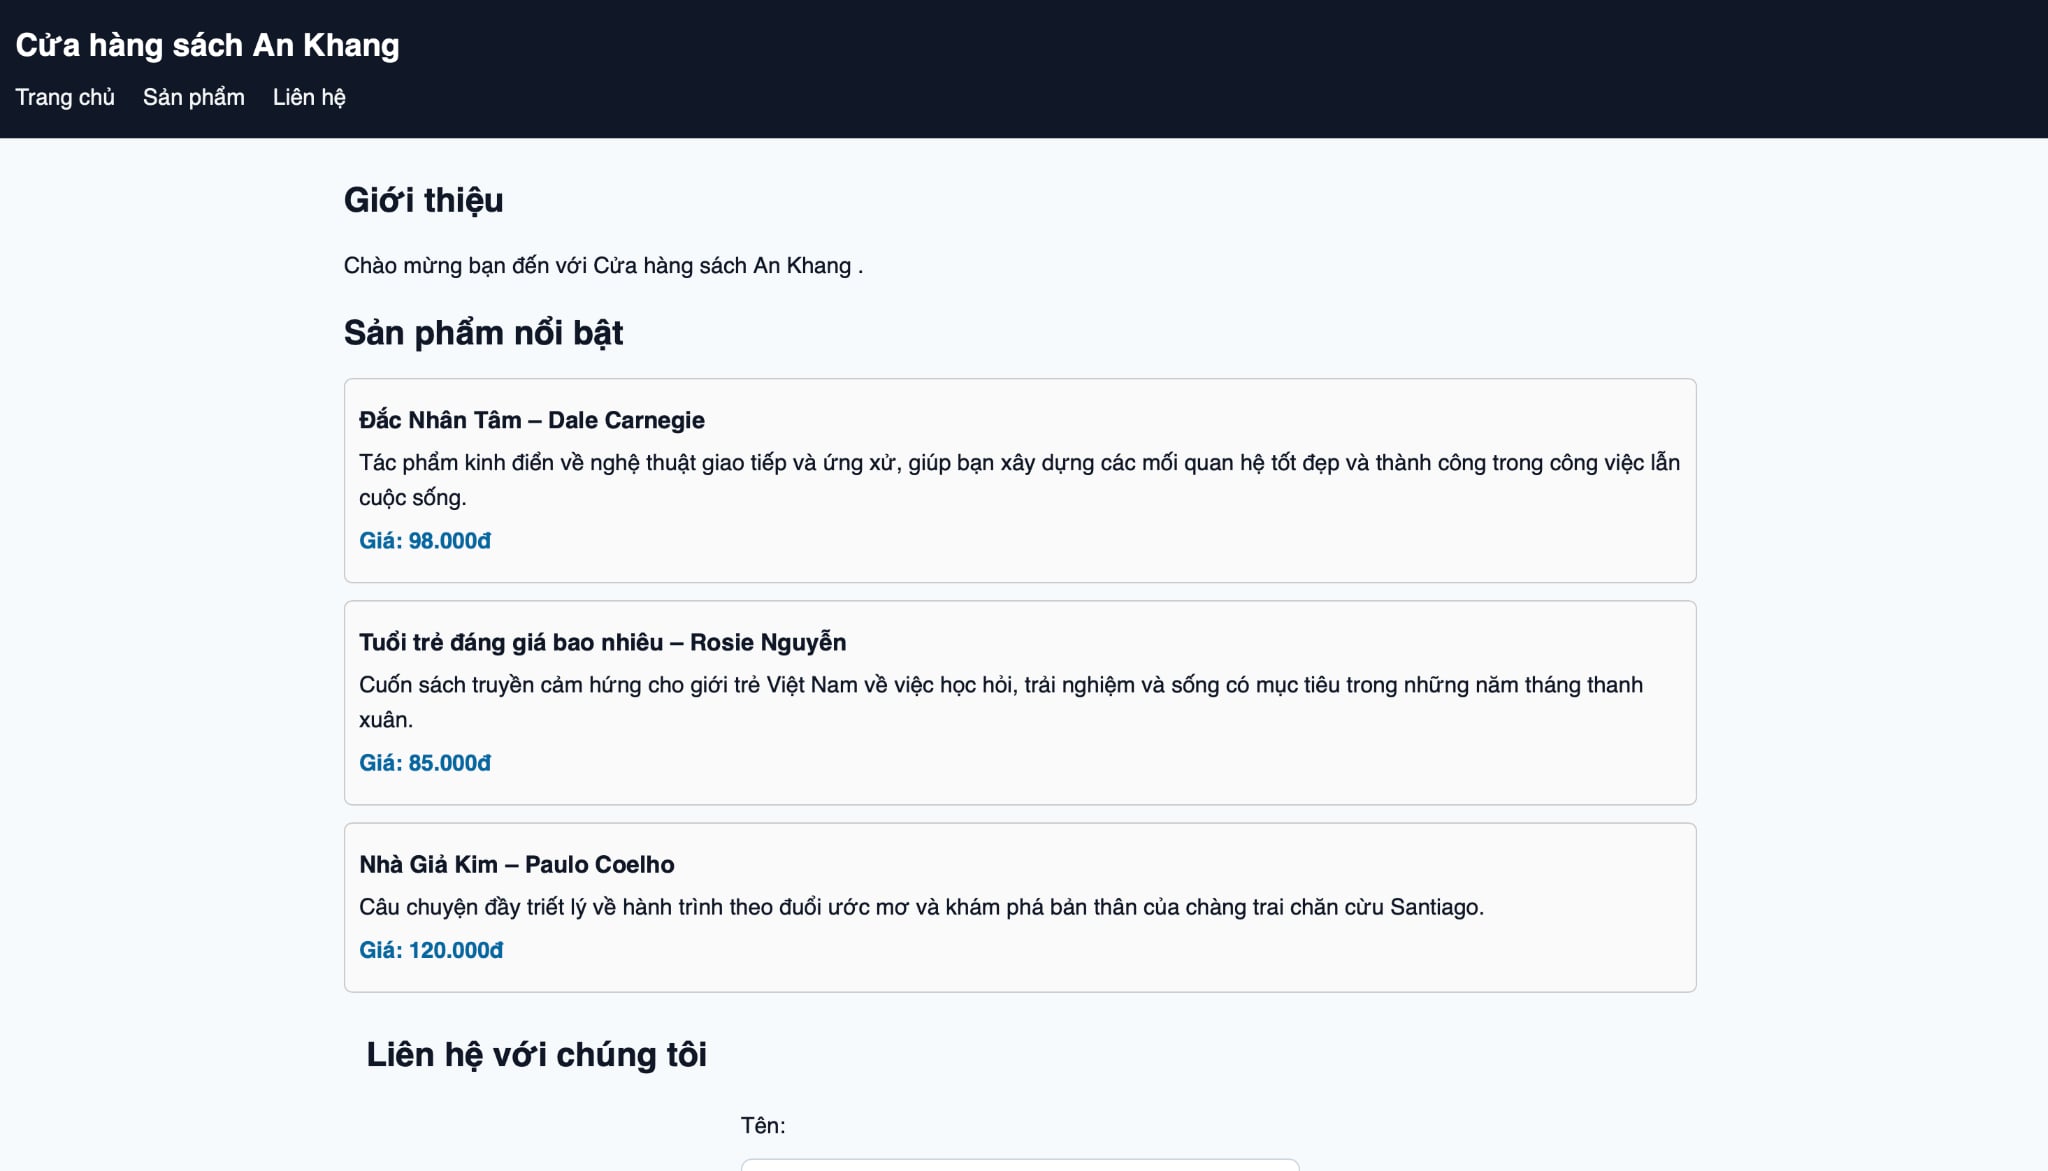 Cửa hàng sách An Khang
Trang chủ Sản phẩm Liên hệ
Giới thiệu
Chào mừng bạn đến với Cửa hàng sách An Khang .
Sản phẩm nổi bật
Đắc Nhân Tâm – Dale Carnegie
Tác phẩm kinh điển về nghệ thuật giao tiếp và ứng xử, giúp bạn xây dựng các mối quan hệ tốt đẹp và thành công trong công việc lẫn
cuộc sống.
Giá: 98.000đ
Tuổi trẻ đáng giá bao nhiêu – Rosie Nguyễn
Cuốn sách truyền cảm hứng cho giới trẻ Việt Nam về việc học hỏi, trải nghiệm và sống có mục tiêu trong những năm tháng thanh
xuân.
Giá: 85.000đ
Nhà Giả Kim – Paulo Coelho
Câu chuyện đầy triết lý về hành trình theo đuổi ước mơ và khám phá bản thân của chàng trai chăn cừu Santiago.
Giá: 120.000đ
Liên hệ với chúng tôi
Tên: